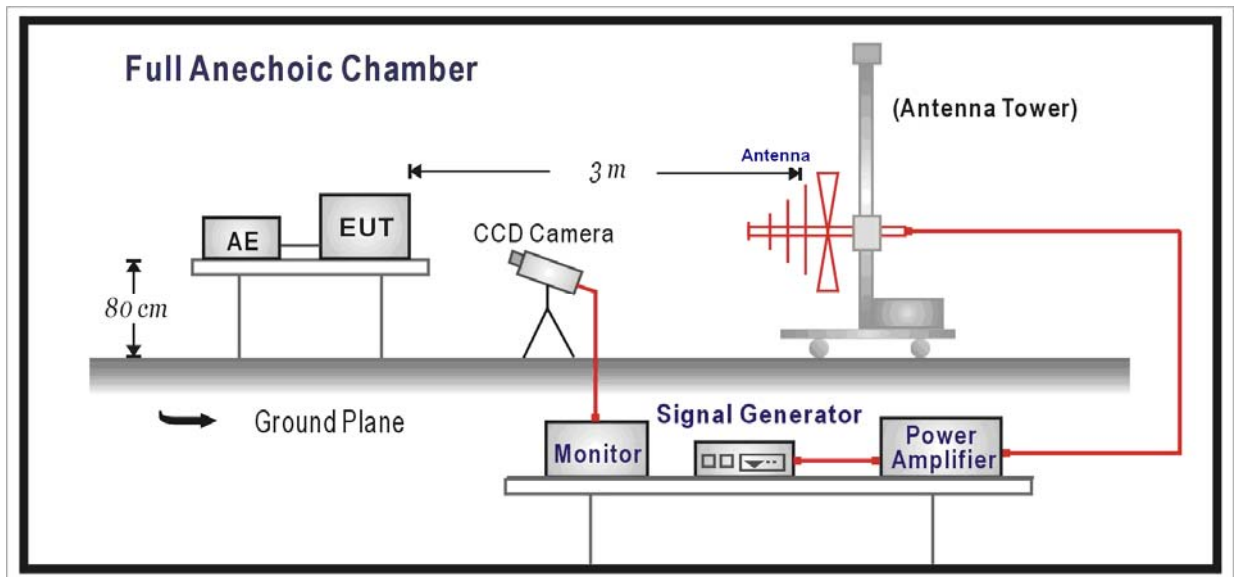 Full Anechoic Chamber
(Antenna Tower)
Antenna
3 m
AE
EUT
CCD Camera
80 cm
Ground Plane
Signal Generator
Monitor
Power
Amplifier